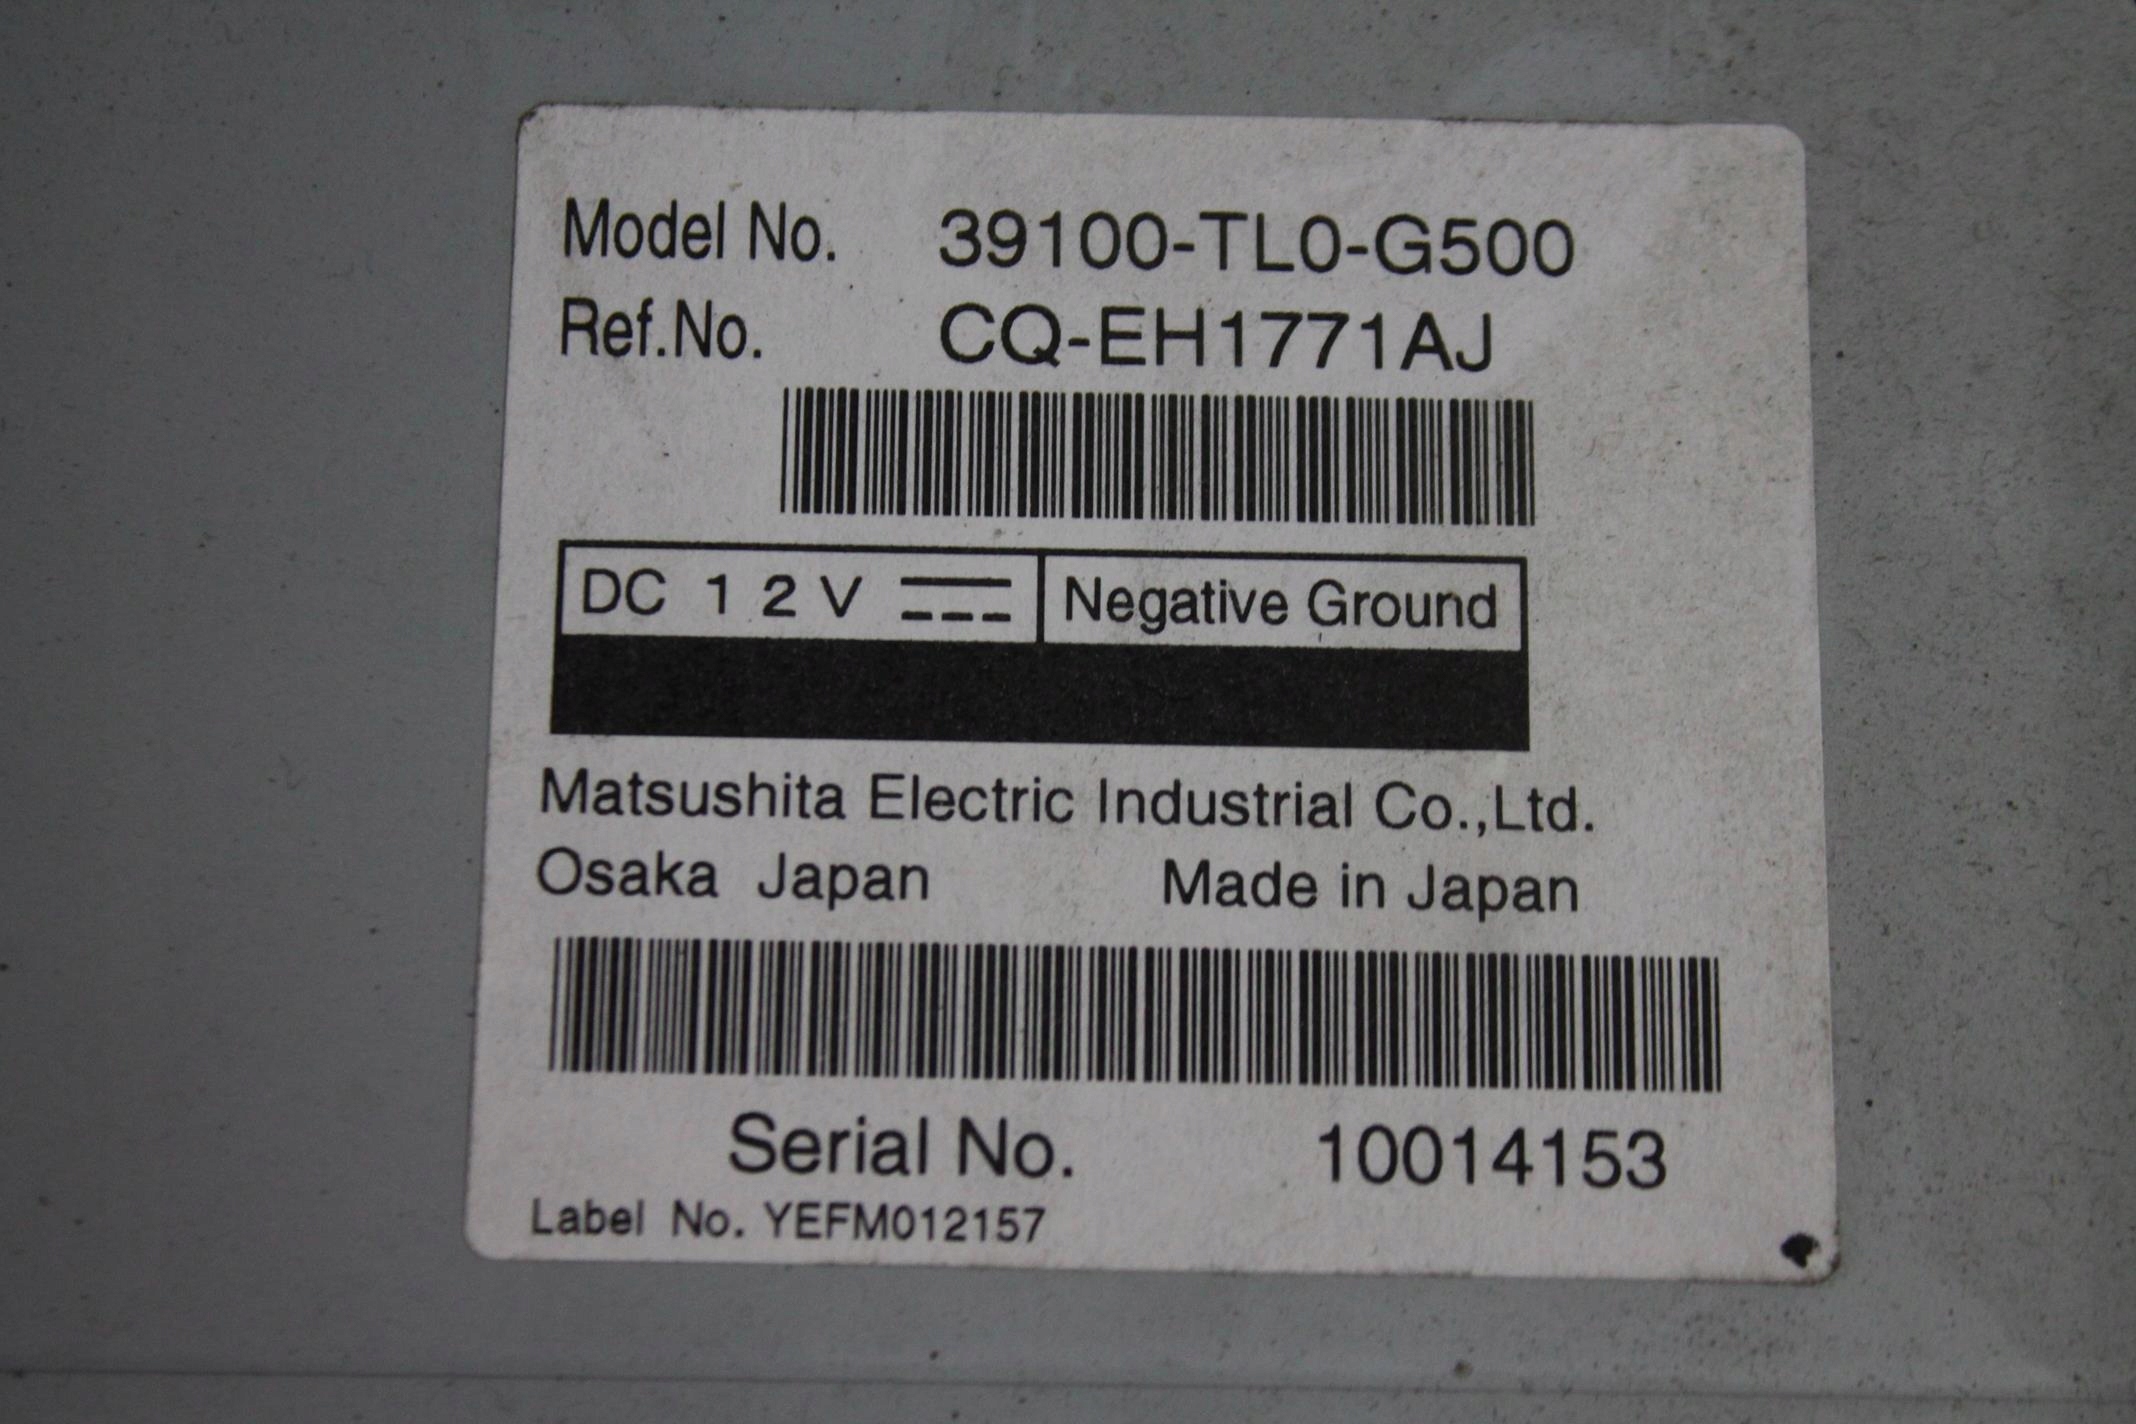 Model No. 39100-TL0-G500
Ref.No. CQ-EH1771AJ
DC 12V Negative Ground
Matsushita Electric Industrial Co.,Ltd.
Osaka Japan Made in Japan
Serial No. 10014153
Label No. YEFM012157